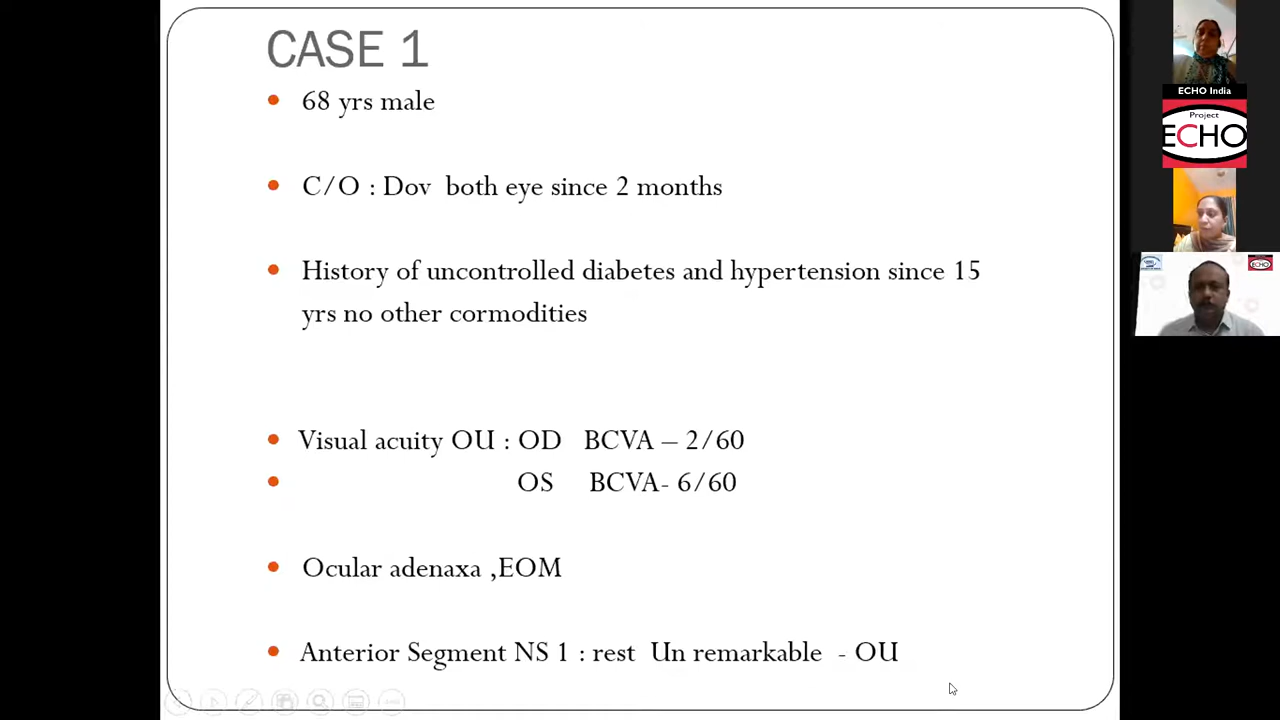 CASE 1
68 yrs male
C/O : Dov both eye since 2 months
History of uncontrolled diabetes and hypertension since 15
yrs no other cormodities
Visual acuity OU : OD BCVA – 2/60
OS BCVA- 6/60
Ocular adenaxa ,EOM
Anterior Segment NS 1 : rest Un remarkable - OU
ECHO India
Project
ECHO